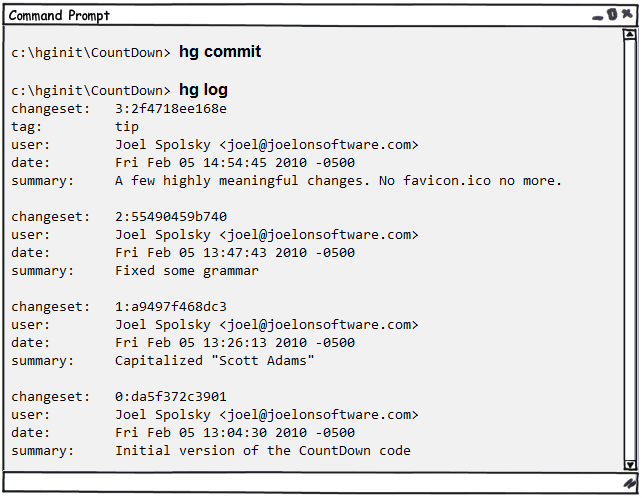 Command Prompt
c:\hginit\CountDown> hg commit
c:\hginit\CountDown> hg log
changeset: 3:2f4718ee168e
tag: tip
user: Joel Spolsky <joel@joelonsoftware.com>
date: Fri Feb 05 14:54:45 2010 -0500
summary: A few highly meaningful changes. No favicon.ico no more.
changeset: 2:55490459b740
user: Joel Spolsky <joel@joelonsoftware.com>
date: Fri Feb 05 13:47:43 2010 -0500
summary: Fixed some grammar
changeset: 1:a9497f468dc3
user: Joel Spolsky <joel@joelonsoftware.com>
date: Fri Feb 05 13:26:13 2010 -0500
summary: Capitalized "Scott Adams"
changeset: 0:da5f372c3901
user: Joel Spolsky <joel@joelonsoftware.com>
date: Fri Feb 05 13:04:30 2010 -0500
summary: Initial version of the CountDown code